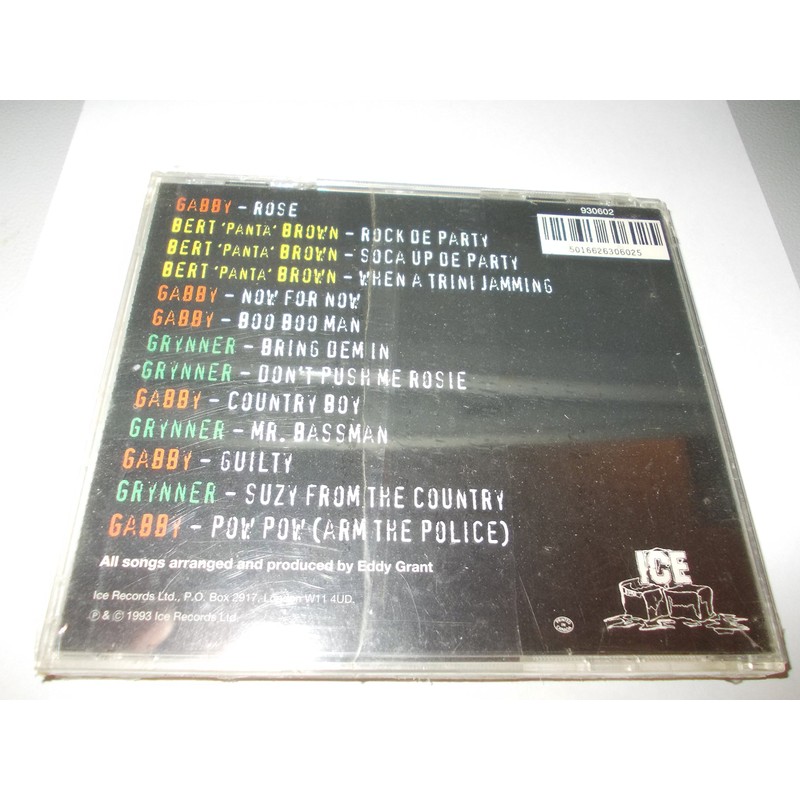 GABBY – ROSE
BERT 'PANTA' BROWN – ROCK DE PARTY
BERT 'PANTA' BROWN – SOCA UP DE PARTY
BERT 'PANTA' BROWN – WHEN A TRINI JAMMING
GABBY – NOW FOR NOW
GABBY – BOO BOO MAN
GRYNNER – BRING DEM IN
GRYNNER – DON'T PUSH ME ROSIE
GABBY – COUNTRY BOY
GRYNNER – MR. BASSMAN
GABBY – GUILTY
GRYNNER – SUZY FROM THE COUNTRY
GABBY – POW POW (ARM THE POLICE)
All songs arranged and produced by Eddy Grant
Ice Records Ltd., P.O. Box 2917, London W11 4UD.
℗ & © 1993 Ice Records Ltd.
930602
5016626306025
ICE